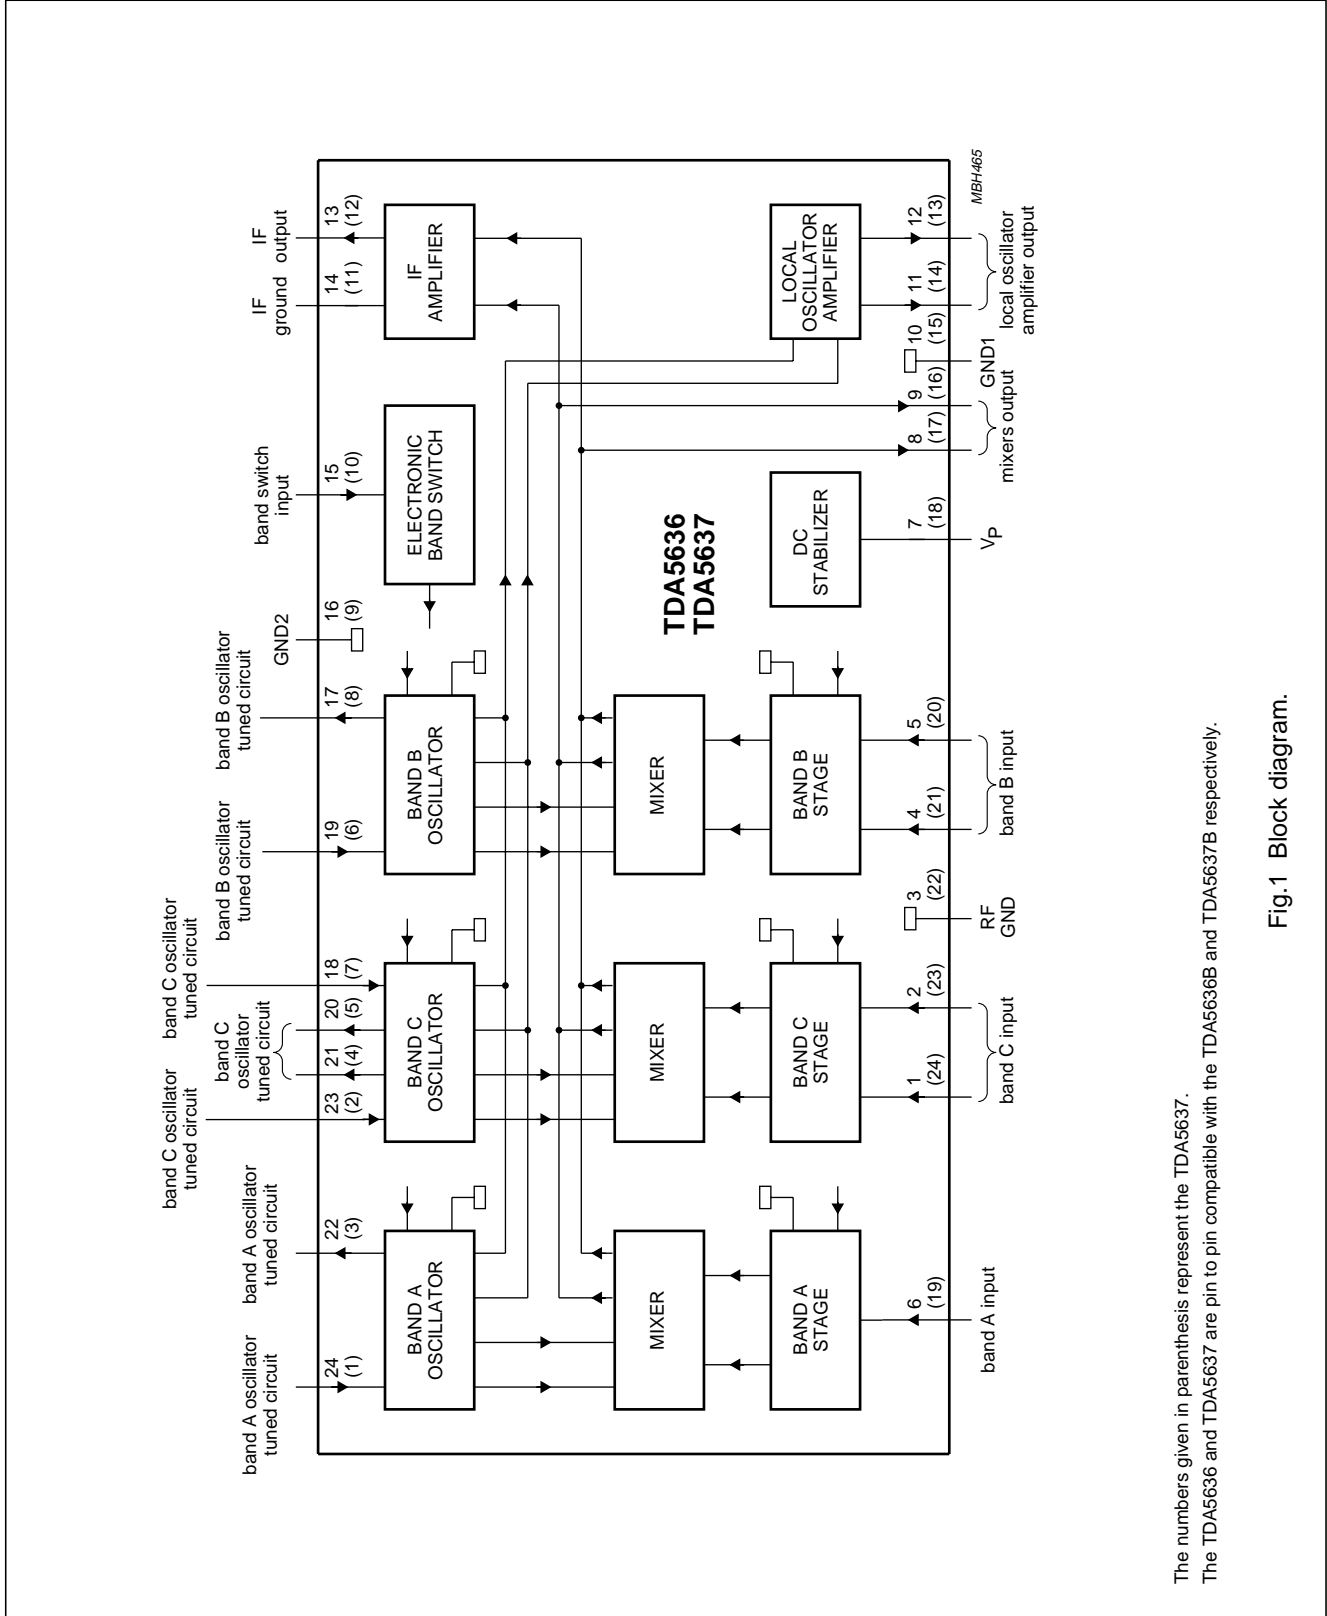 band A oscillator
tuned circuit
band A oscillator
tuned circuit
band C oscillator
tuned circuit
band C
oscillator
tuned circuit
band C oscillator
tuned circuit
band B oscillator
tuned circuit
band B oscillator
tuned circuit
GND2
band switch
input
IF
ground
IF
output
24
(1)
22
(3)
23
(2)
21
(4)
20
(5)
18
(7)
19
(6)
17
(8)
16
(9)
15
(10)
14
(11)
13
(12)
BAND A
OSCILLATOR
BAND C
OSCILLATOR
BAND B
OSCILLATOR
ELECTRONIC
BAND SWITCH
IF
AMPLIFIER
MIXER
MIXER
MIXER
TDA5636
TDA5637
BAND A
STAGE
BAND C
STAGE
BAND B
STAGE
DC
STABILIZER
LOCAL
OSCILLATOR
AMPLIFIER
6
(19)
1
(24)
2
(23)
3
(22)
4
(21)
5
(20)
7
(18)
8
(17)
9
(16)
10
(15)
11
(14)
12
(13)
band A input
band C input
RF
GND
band B input
VP
mixers output
GND1
local oscillator
amplifier output
MBH465
The numbers given in parenthesis represent the TDA5637.
The TDA5636 and TDA5637 are pin to pin compatible with the TDA5636B and TDA5637B respectively.
Fig.1 Block diagram.